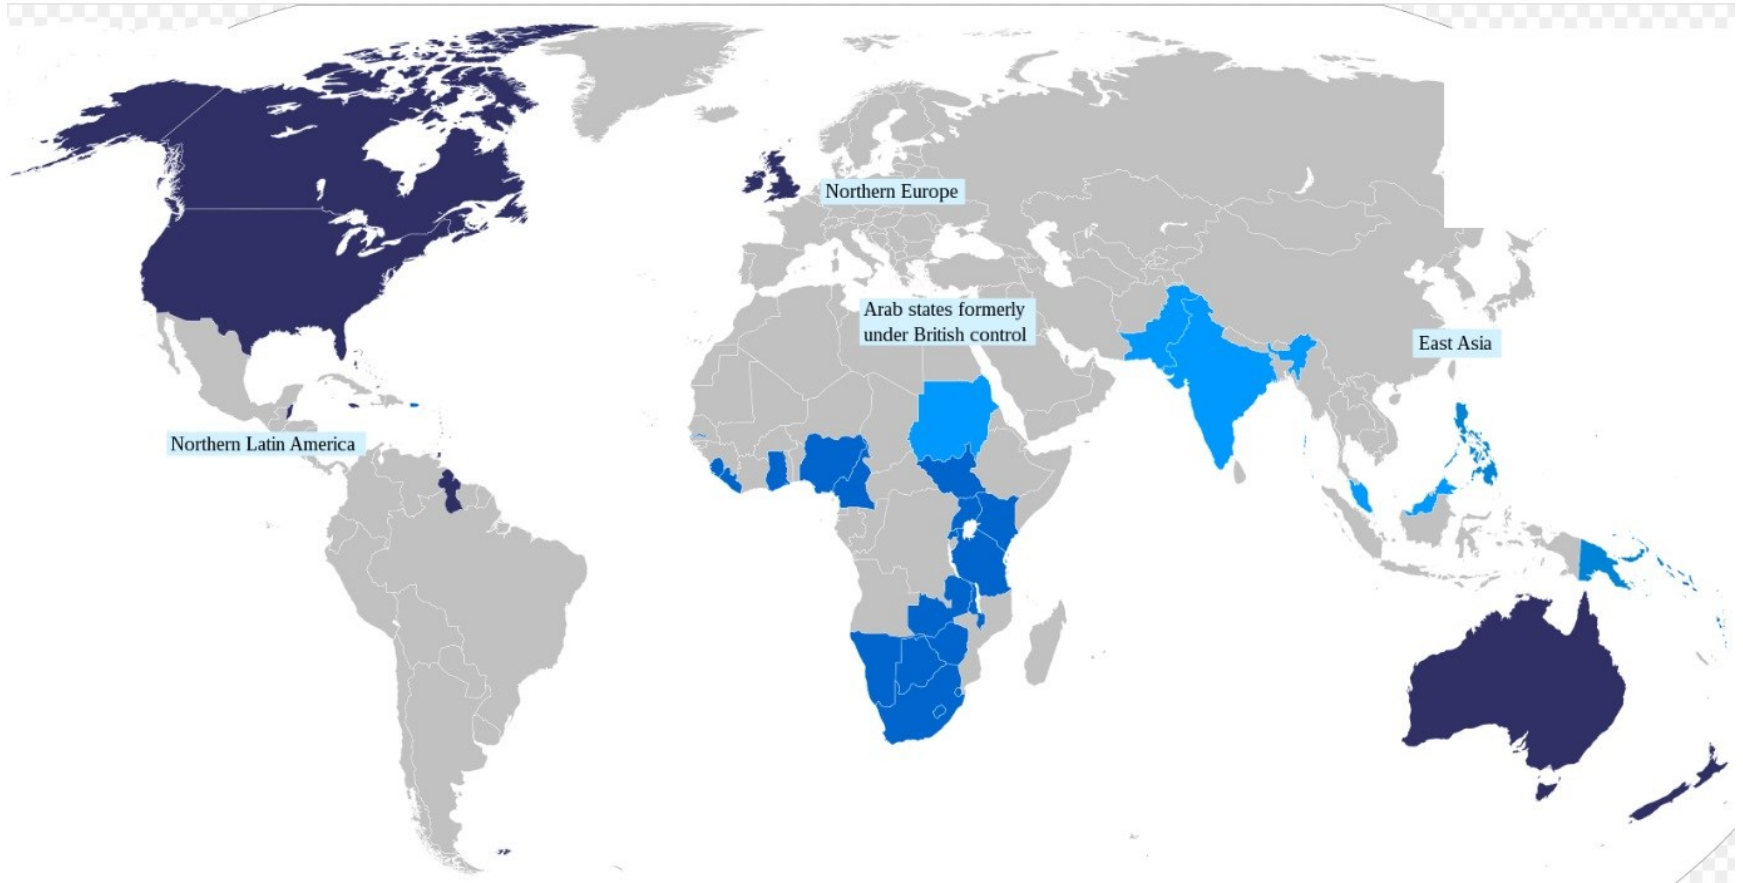 Northern Europe
Arab states formerly
under British control
East Asia
Northern Latin America